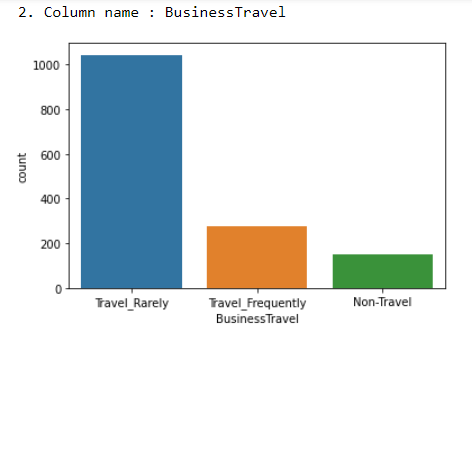 2. Column name : BusinessTravel
1000
800
600
400
200
0
count
Travel_Rarely Travel_Frequently Non-Travel
BusinessTravel